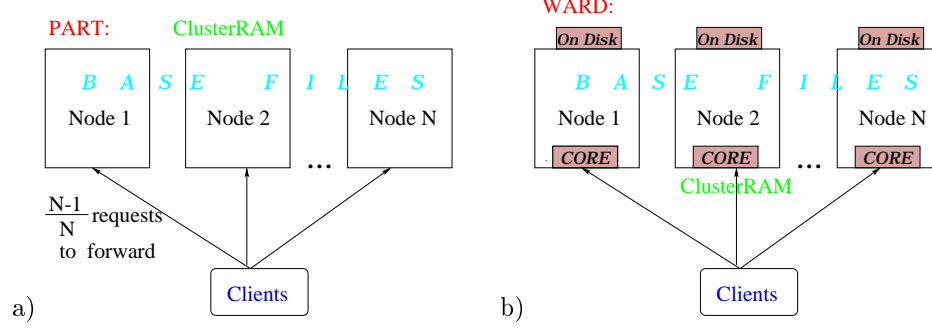 PART: ClusterRAM
B A S E F I L E S
Node 1 Node 2 Node N
...
N-1
N
requests
to forward
Clients
a)
WARD:
On Disk On Disk On Disk
B A S E F I L E S
Node 1 Node 2 Node N
CORE CORE ... CORE
ClusterRAM
Clients
b)